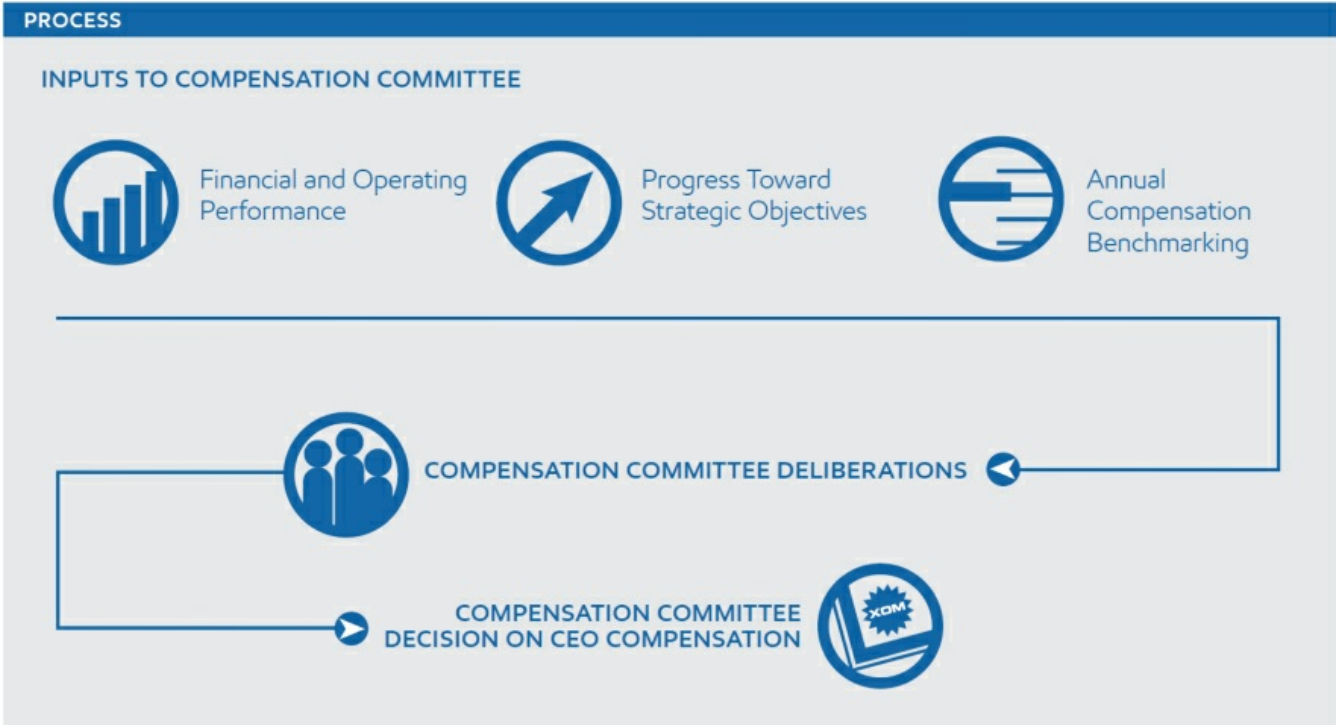 PROCESS
INPUTS TO COMPENSATION COMMITTEE
Financial and Operating
Performance
Progress Toward
Strategic Objectives
Annual
Compensation
Benchmarking
COMPENSATION COMMITTEE DELIBERATIONS
COMPENSATION COMMITTEE
DECISION ON CEO COMPENSATION
XOM